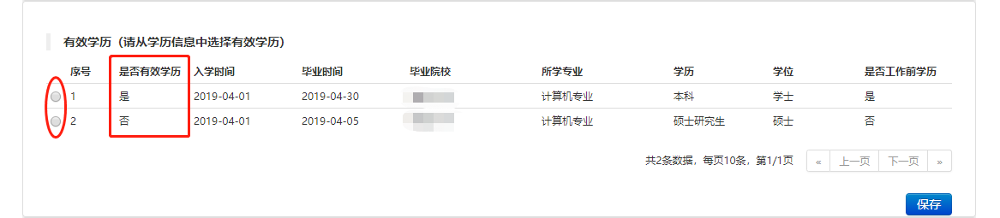 有效学历（请从学历信息中选择有效学历）
序号 是否有效学历 入学时间 毕业时间 毕业院校 所学专业 学历 学位 是否工作前学历
1 是 2019-04-01 2019-04-30 计算机专业 本科 学士 是
2 否 2019-04-01 2019-04-05 计算机专业 硕士研究生 硕士 否
共2条数据，每页10条，第1/1页 « 上一页 下一页 »
保存